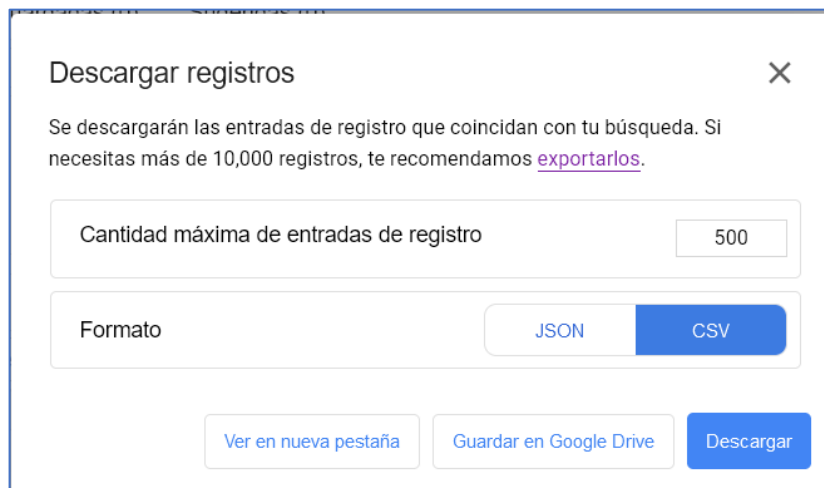 Descargar registros
Se descargarán las entradas de registro que coincidan con tu búsqueda. Si
necesitas más de 10,000 registros, te recomendamos exportarlos.
Cantidad máxima de entradas de registro 500
Formato JSON CSV
Ver en nueva pestaña Guardar en Google Drive Descargar